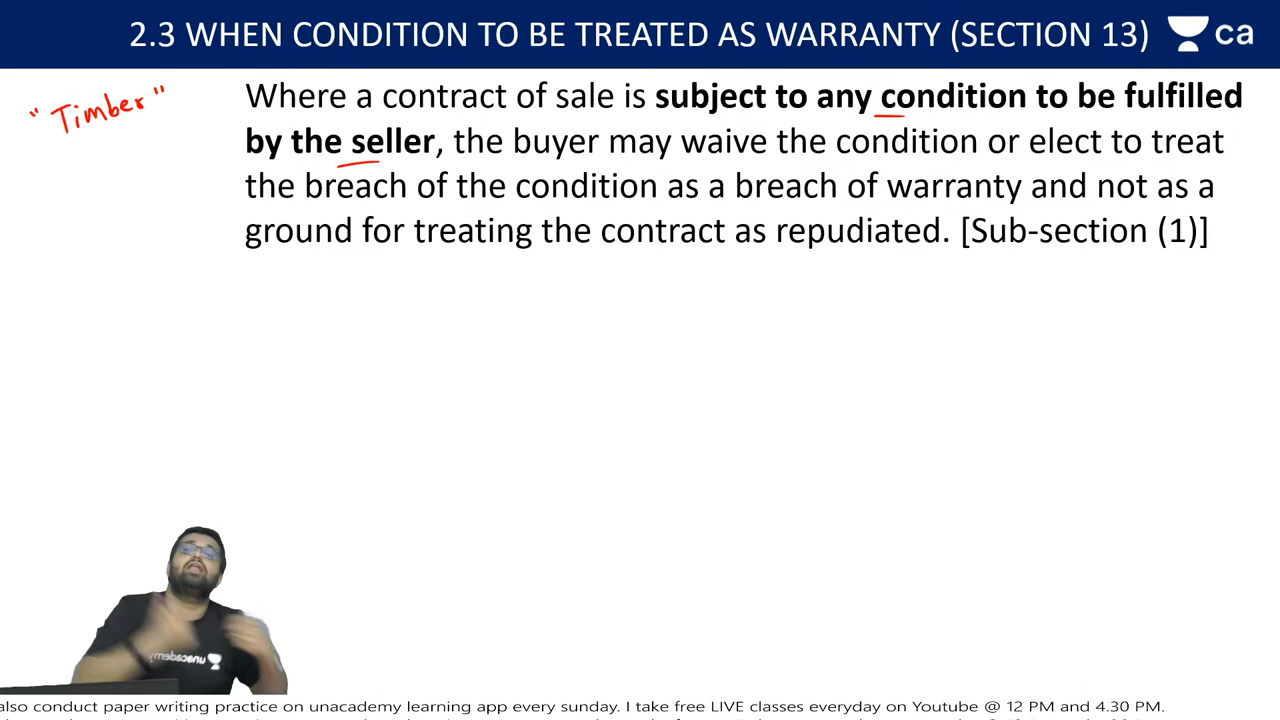 2.3 WHEN CONDITION TO BE TREATED AS WARRANTY (SECTION 13)
ca
" Timber "
Where a contract of sale is subject to any condition to be fulfilled
by the seller, the buyer may waive the condition or elect to treat
the breach of the condition as a breach of warranty and not as a
ground for treating the contract as repudiated. [Sub-section (1)]
unacademy
also conduct paper writing practice on unacademy learning app every sunday. I take free LIVE classes everyday on Youtube @ 12 PM and 4.30 PM.